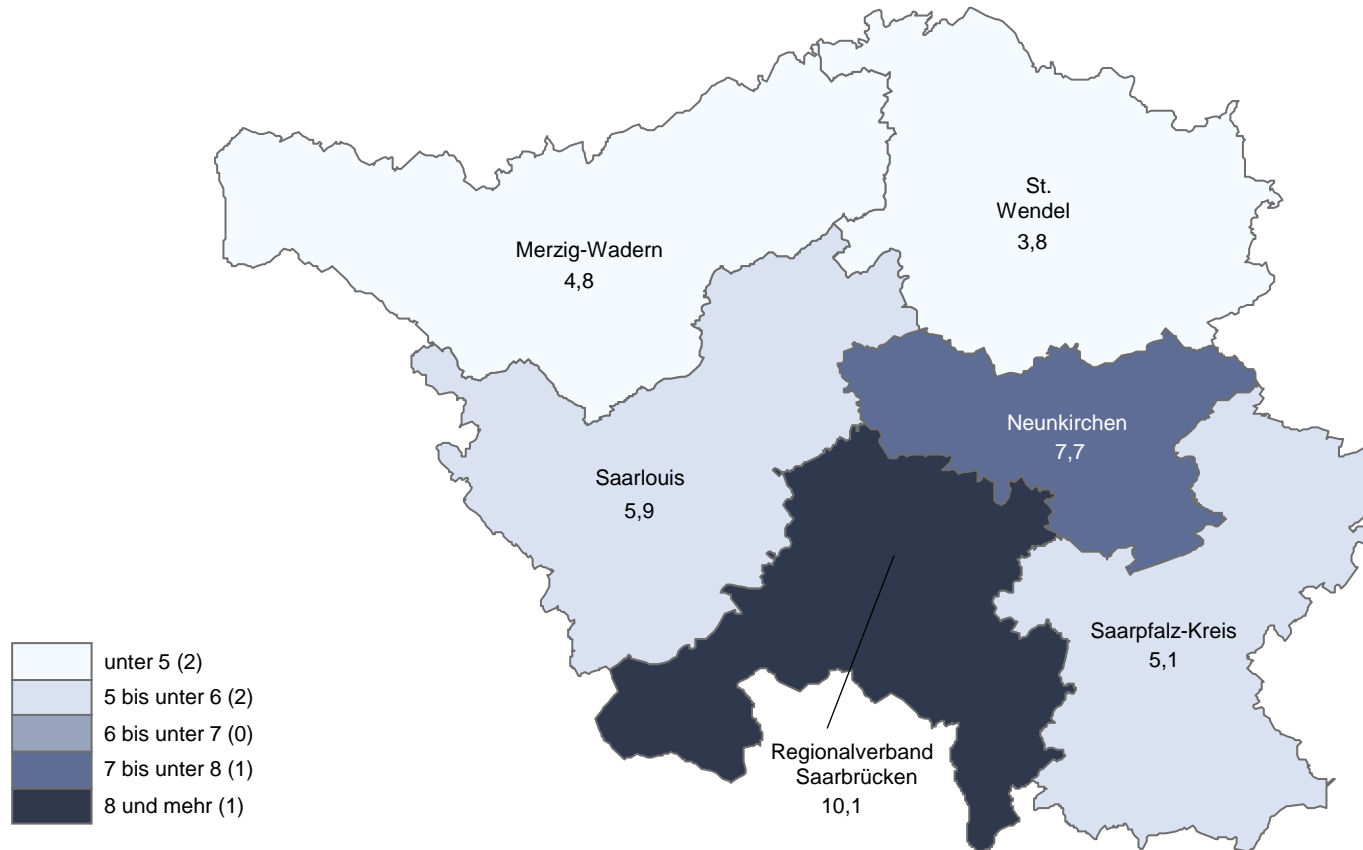 St.
Wendel
3,8
Merzig-Wadern
4,8
Neunkirchen
7,7
Saarlouis
5,9
Saarpfalz-Kreis
5,1
Regionalverband
Saarbrücken
10,1
unter 5 (2)
5 bis unter 6 (2)
6 bis unter 7 (0)
7 bis unter 8 (1)
8 und mehr (1)